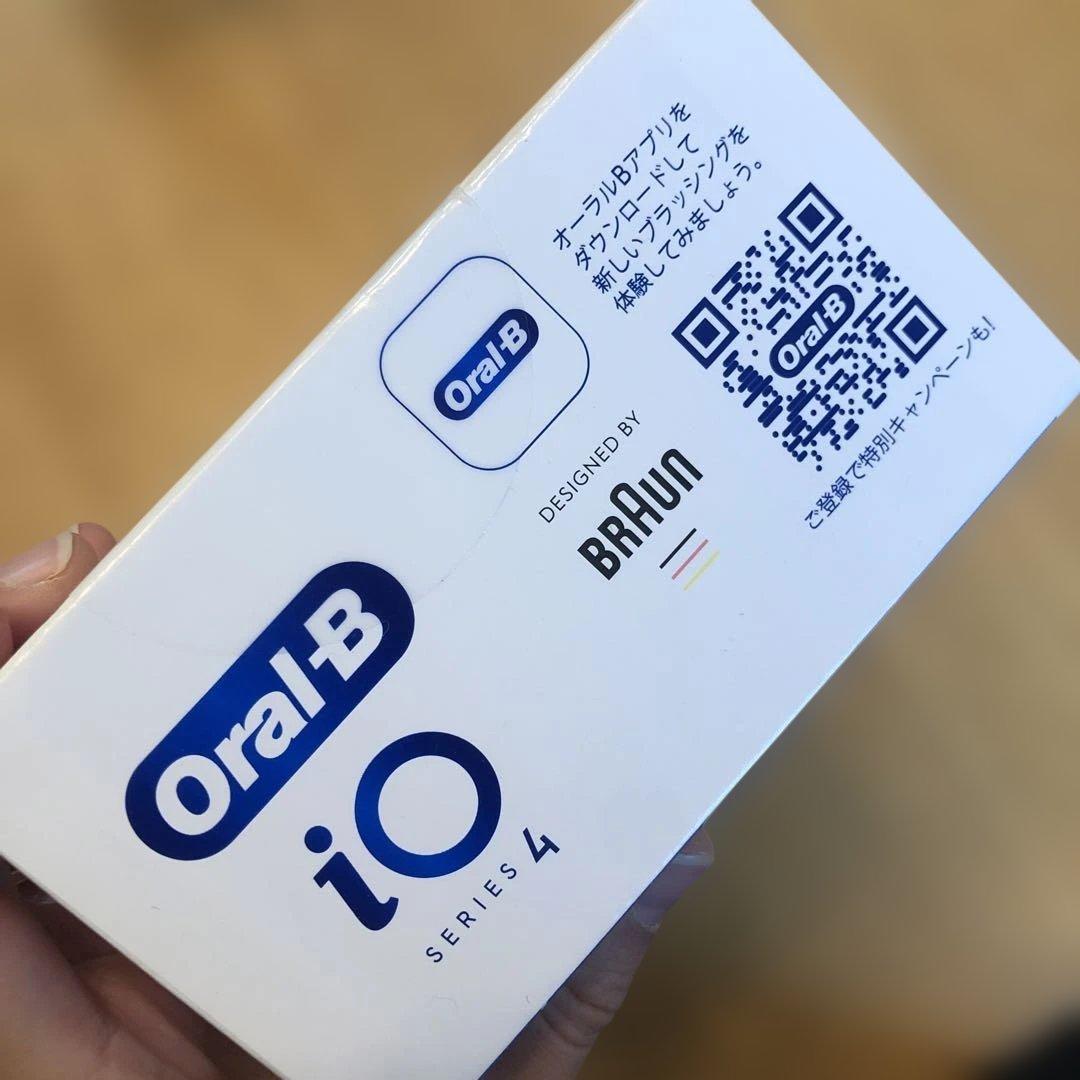 オーラルBアプリを
ダウンロードして
新しいブラッシングを
体験してみましょう。
Oral-B
Oral-B
ご登録で特別キャンペーンも!
DESIGNED BY
BRAUN
Oral-B
iO
SERIES 4